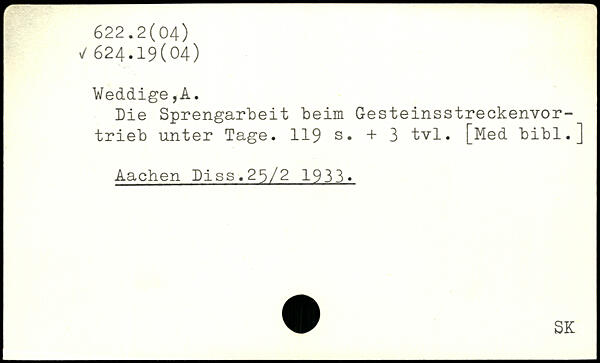 622.2(04)
✓ 624.19(04)
Weddige,A.
Die Sprengarbeit beim Gesteinsstreckenvor-
trieb unter Tage. 119 s. + 3 tvl. [Med bibl.]
Aachen Diss.25/2 1933.
SK